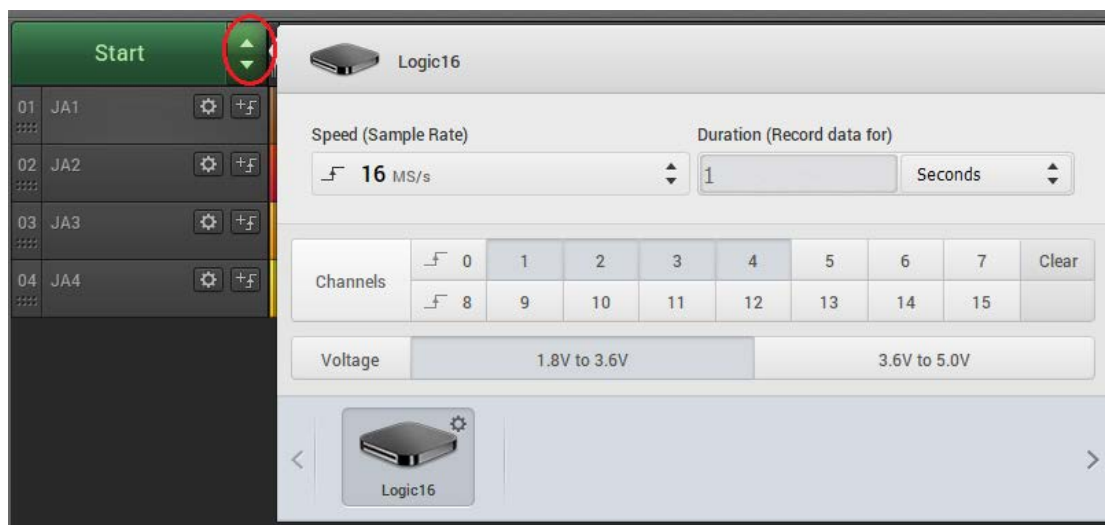 Start
Logic16
01 JA1
02 JA2
03 JA3
04 JA4
Speed (Sample Rate)
Duration (Record data for)
16 MS/s
1
Seconds
Channels
0 1 2 3 4 5 6 7 Clear
8 9 10 11 12 13 14 15
Voltage
1.8V to 3.6V
3.6V to 5.0V
Logic16